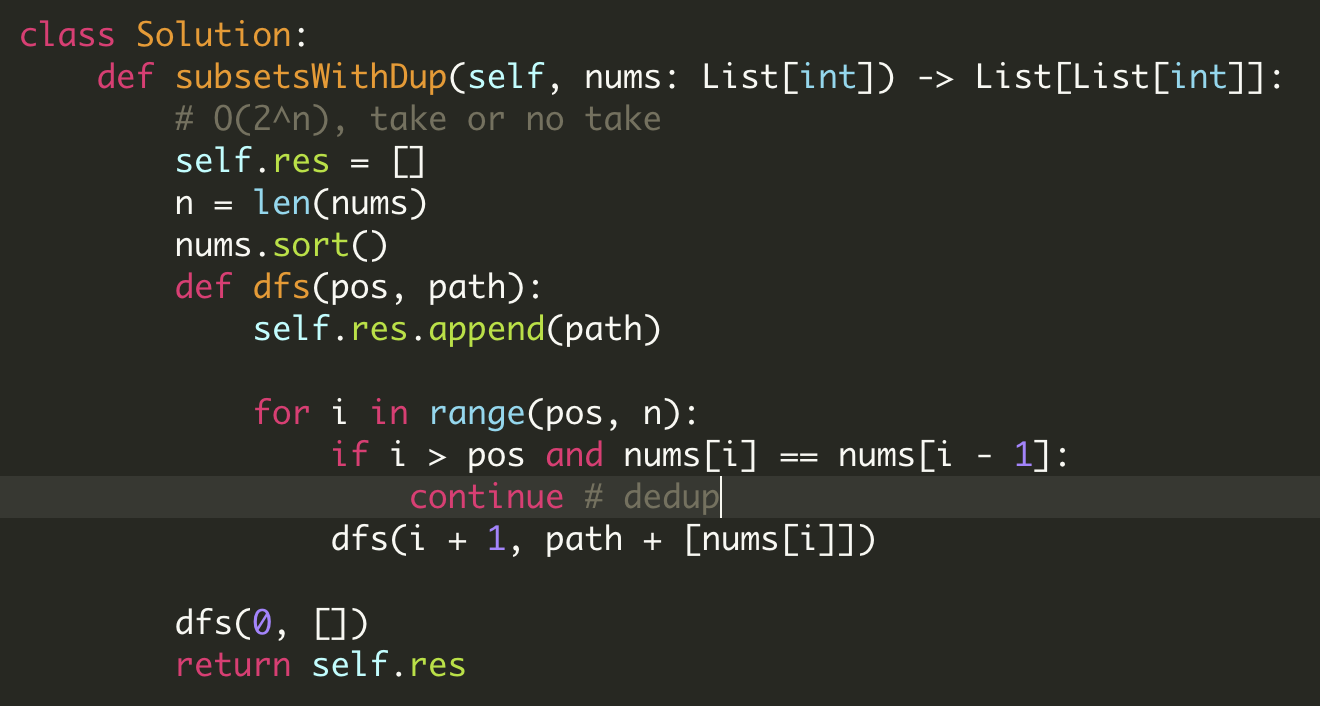 class Solution:
    def subsetsWithDup(self, nums: List[int]) -> List[List[int]]:
        # O(2^n), take or no take
        self.res = []
        n = len(nums)
        nums.sort()
        def dfs(pos, path):
            self.res.append(path)

            for i in range(pos, n):
                if i > pos and nums[i] == nums[i - 1]:
                    continue # dedup
                dfs(i + 1, path + [nums[i]])

        dfs(0, [])
        return self.res